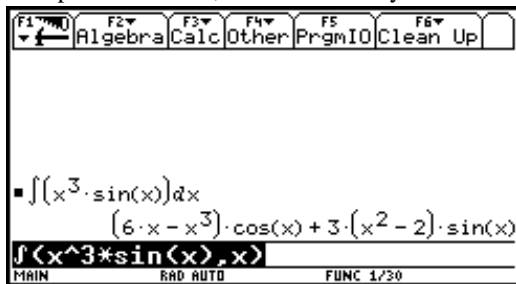 F1 F2 F3 F4 F5 F6
Algebra Calc Other PrgmIO Clean Up
∫(x³·sin(x))dx
(6·x − x³)·cos(x) + 3·(x² − 2)·sin(x)
∫(x^3*sin(x),x)
MAIN RAD AUTO FUNC 1/30